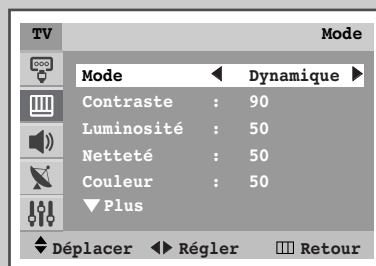 TV Mode
Mode ◀ Dynamique ▶
Contraste : 90
Luminosité : 50
Netteté : 50
Couleur : 50
▼Plus
Déplacer Régler Retour